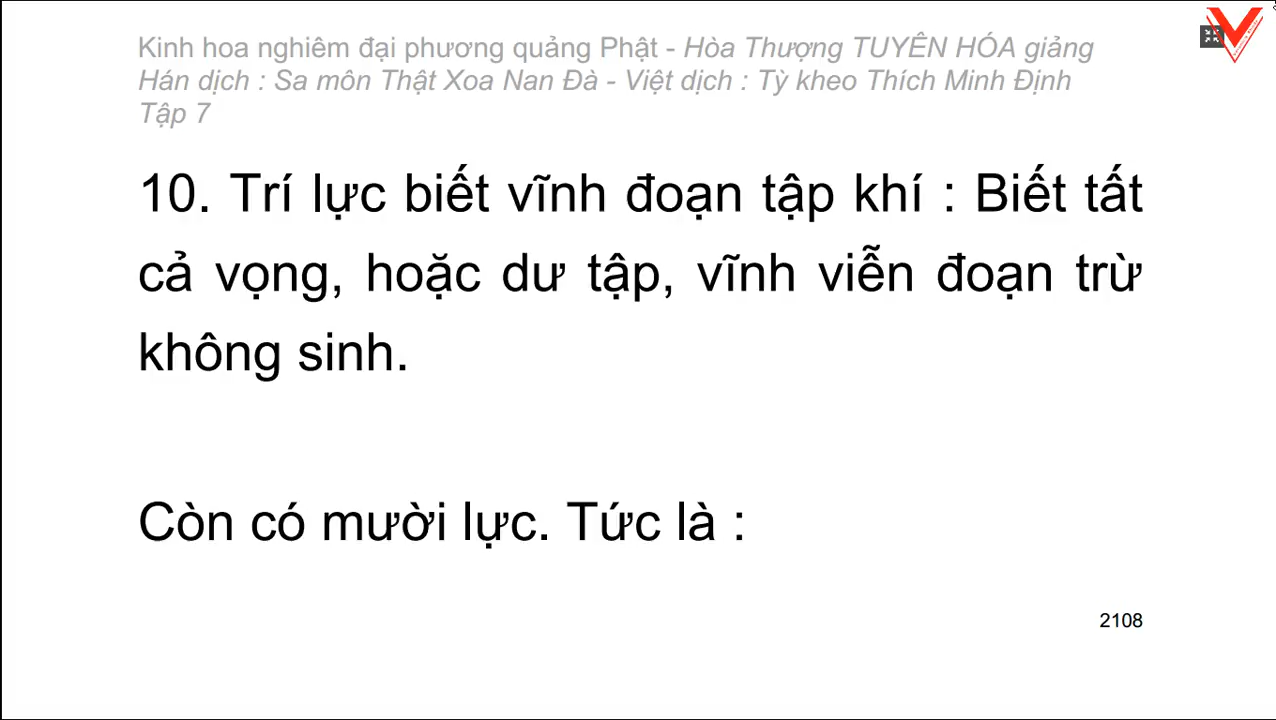 Kinh hoa nghiêm đại phương quảng Phật - Hòa Thượng TUYÊN HÓA giảng
Hán dịch : Sa môn Thật Xoa Nan Đà - Việt dịch : Tỳ kheo Thích Minh Định
Tập 7
10. Trí lực biết vĩnh đoạn tập khí : Biết tất
cả vọng, hoặc dư tập, vĩnh viễn đoạn trừ
không sinh.
Còn có mười lực. Tức là :
2108